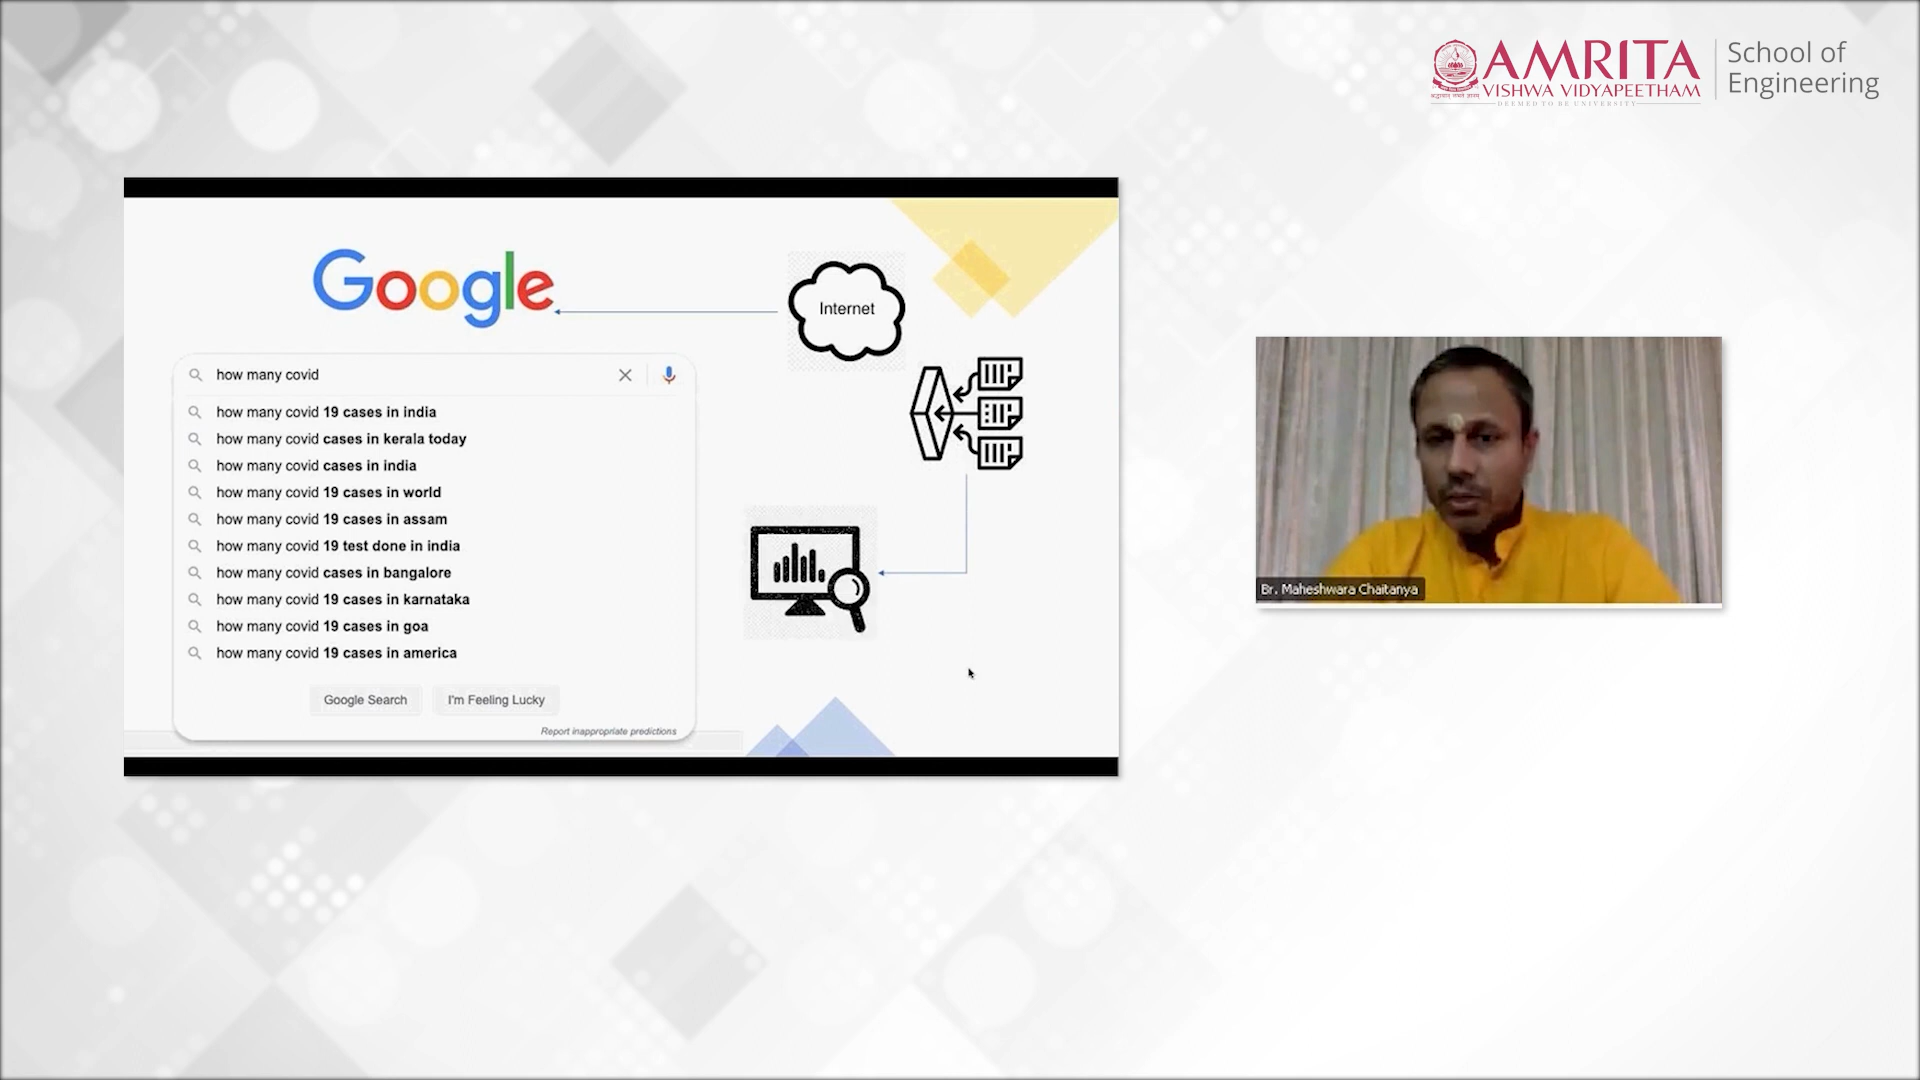 AMRITA
VISHWA VIDYAPEETHAM
DEEMED TO BE UNIVERSITY
School of
Engineering
Google
Internet
how many covid
how many covid 19 cases in india
how many covid cases in kerala today
how many covid cases in india
how many covid 19 cases in world
how many covid 19 cases in assam
how many covid 19 test done in india
how many covid cases in bangalore
how many covid 19 cases in karnataka
how many covid 19 cases in goa
how many covid 19 cases in america
Google Search
I'm Feeling Lucky
Report inappropriate predictions
Br. Maheshwara Chaitanya